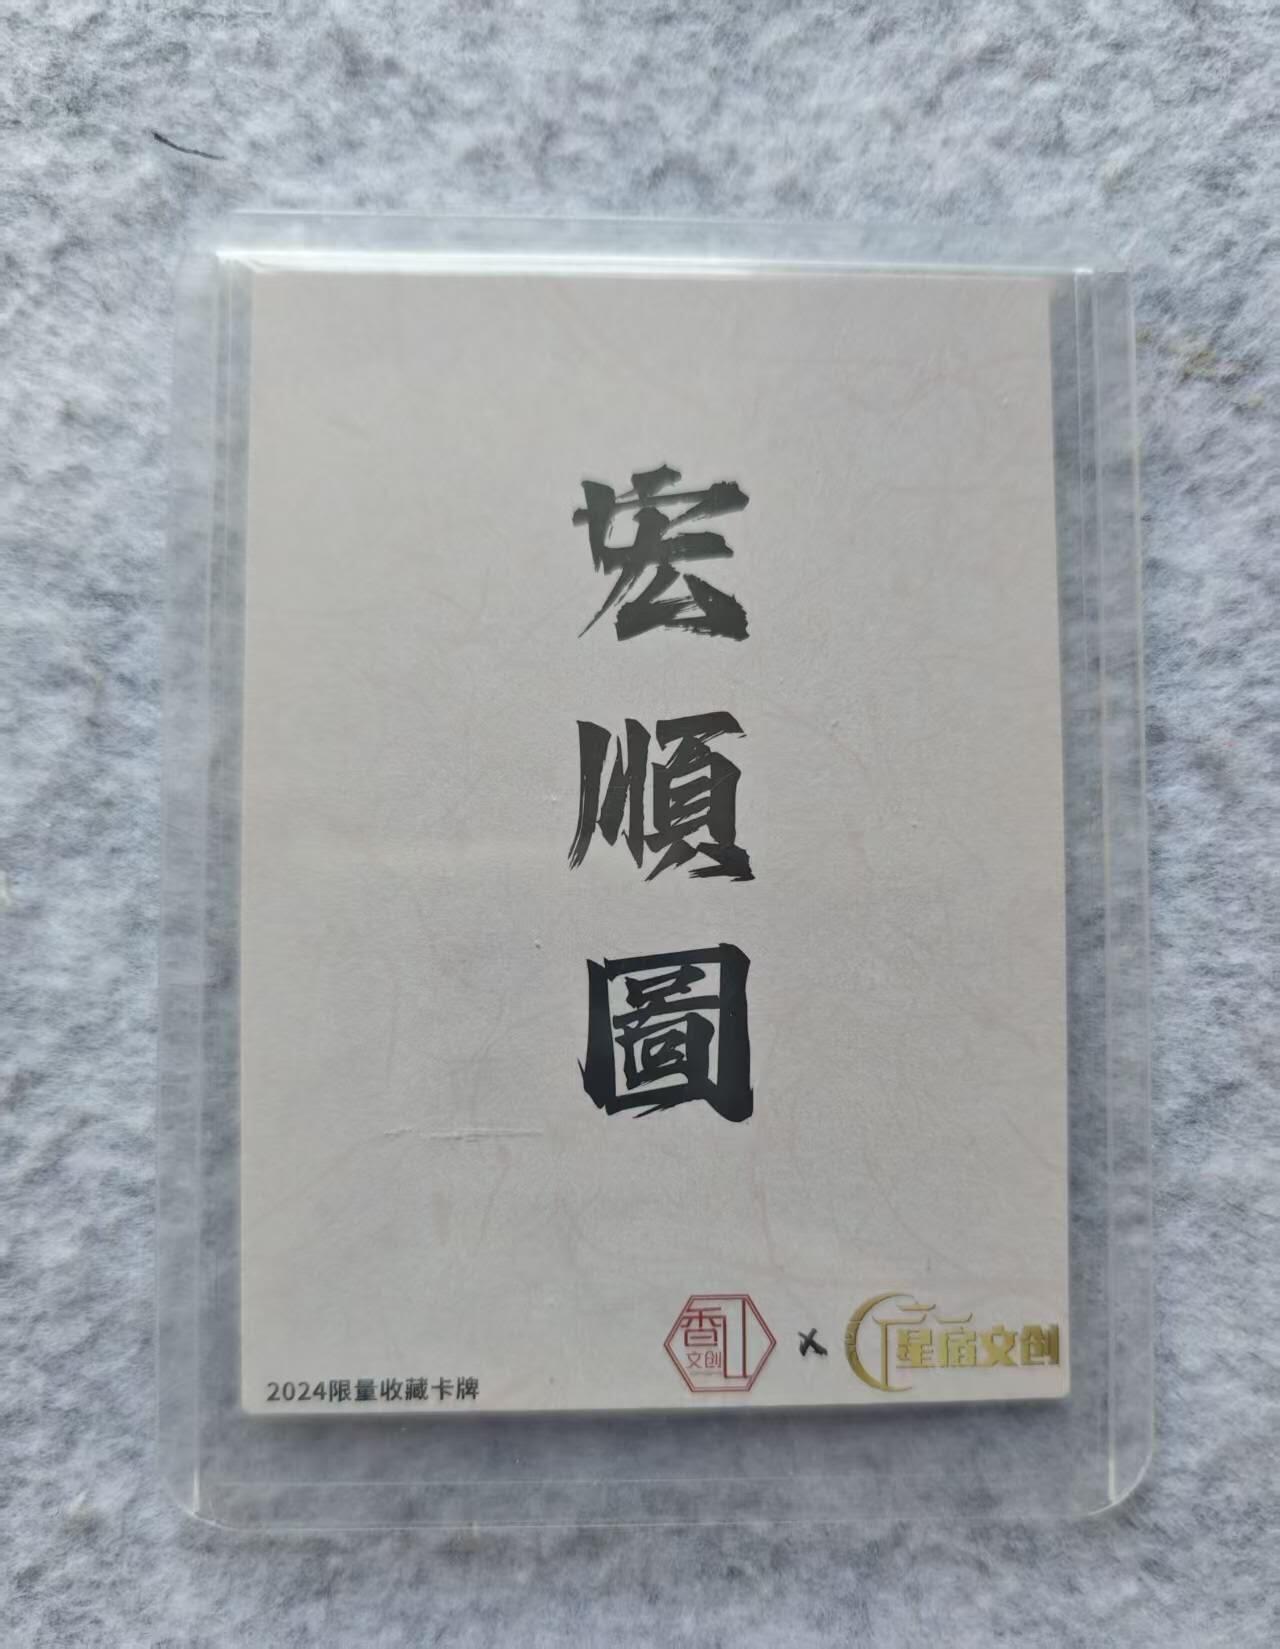 宏順圖
香
文创
×
星宿文创
2024限量收藏卡牌